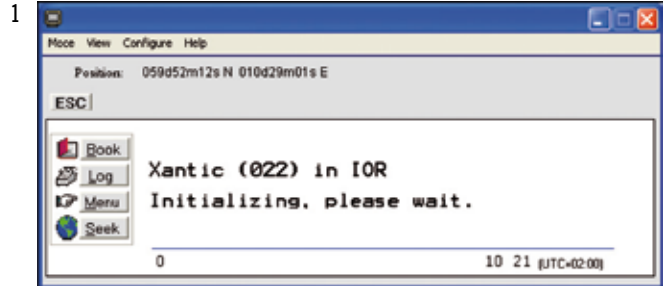 1
Moce View Configure Help
Position: 059d52m12s N 010d29m01s E
ESC
Book
Log
Menu
Seek
Xantic (022) in IOR
Initializing, please wait.
0 10 21 (UTC+02:00)